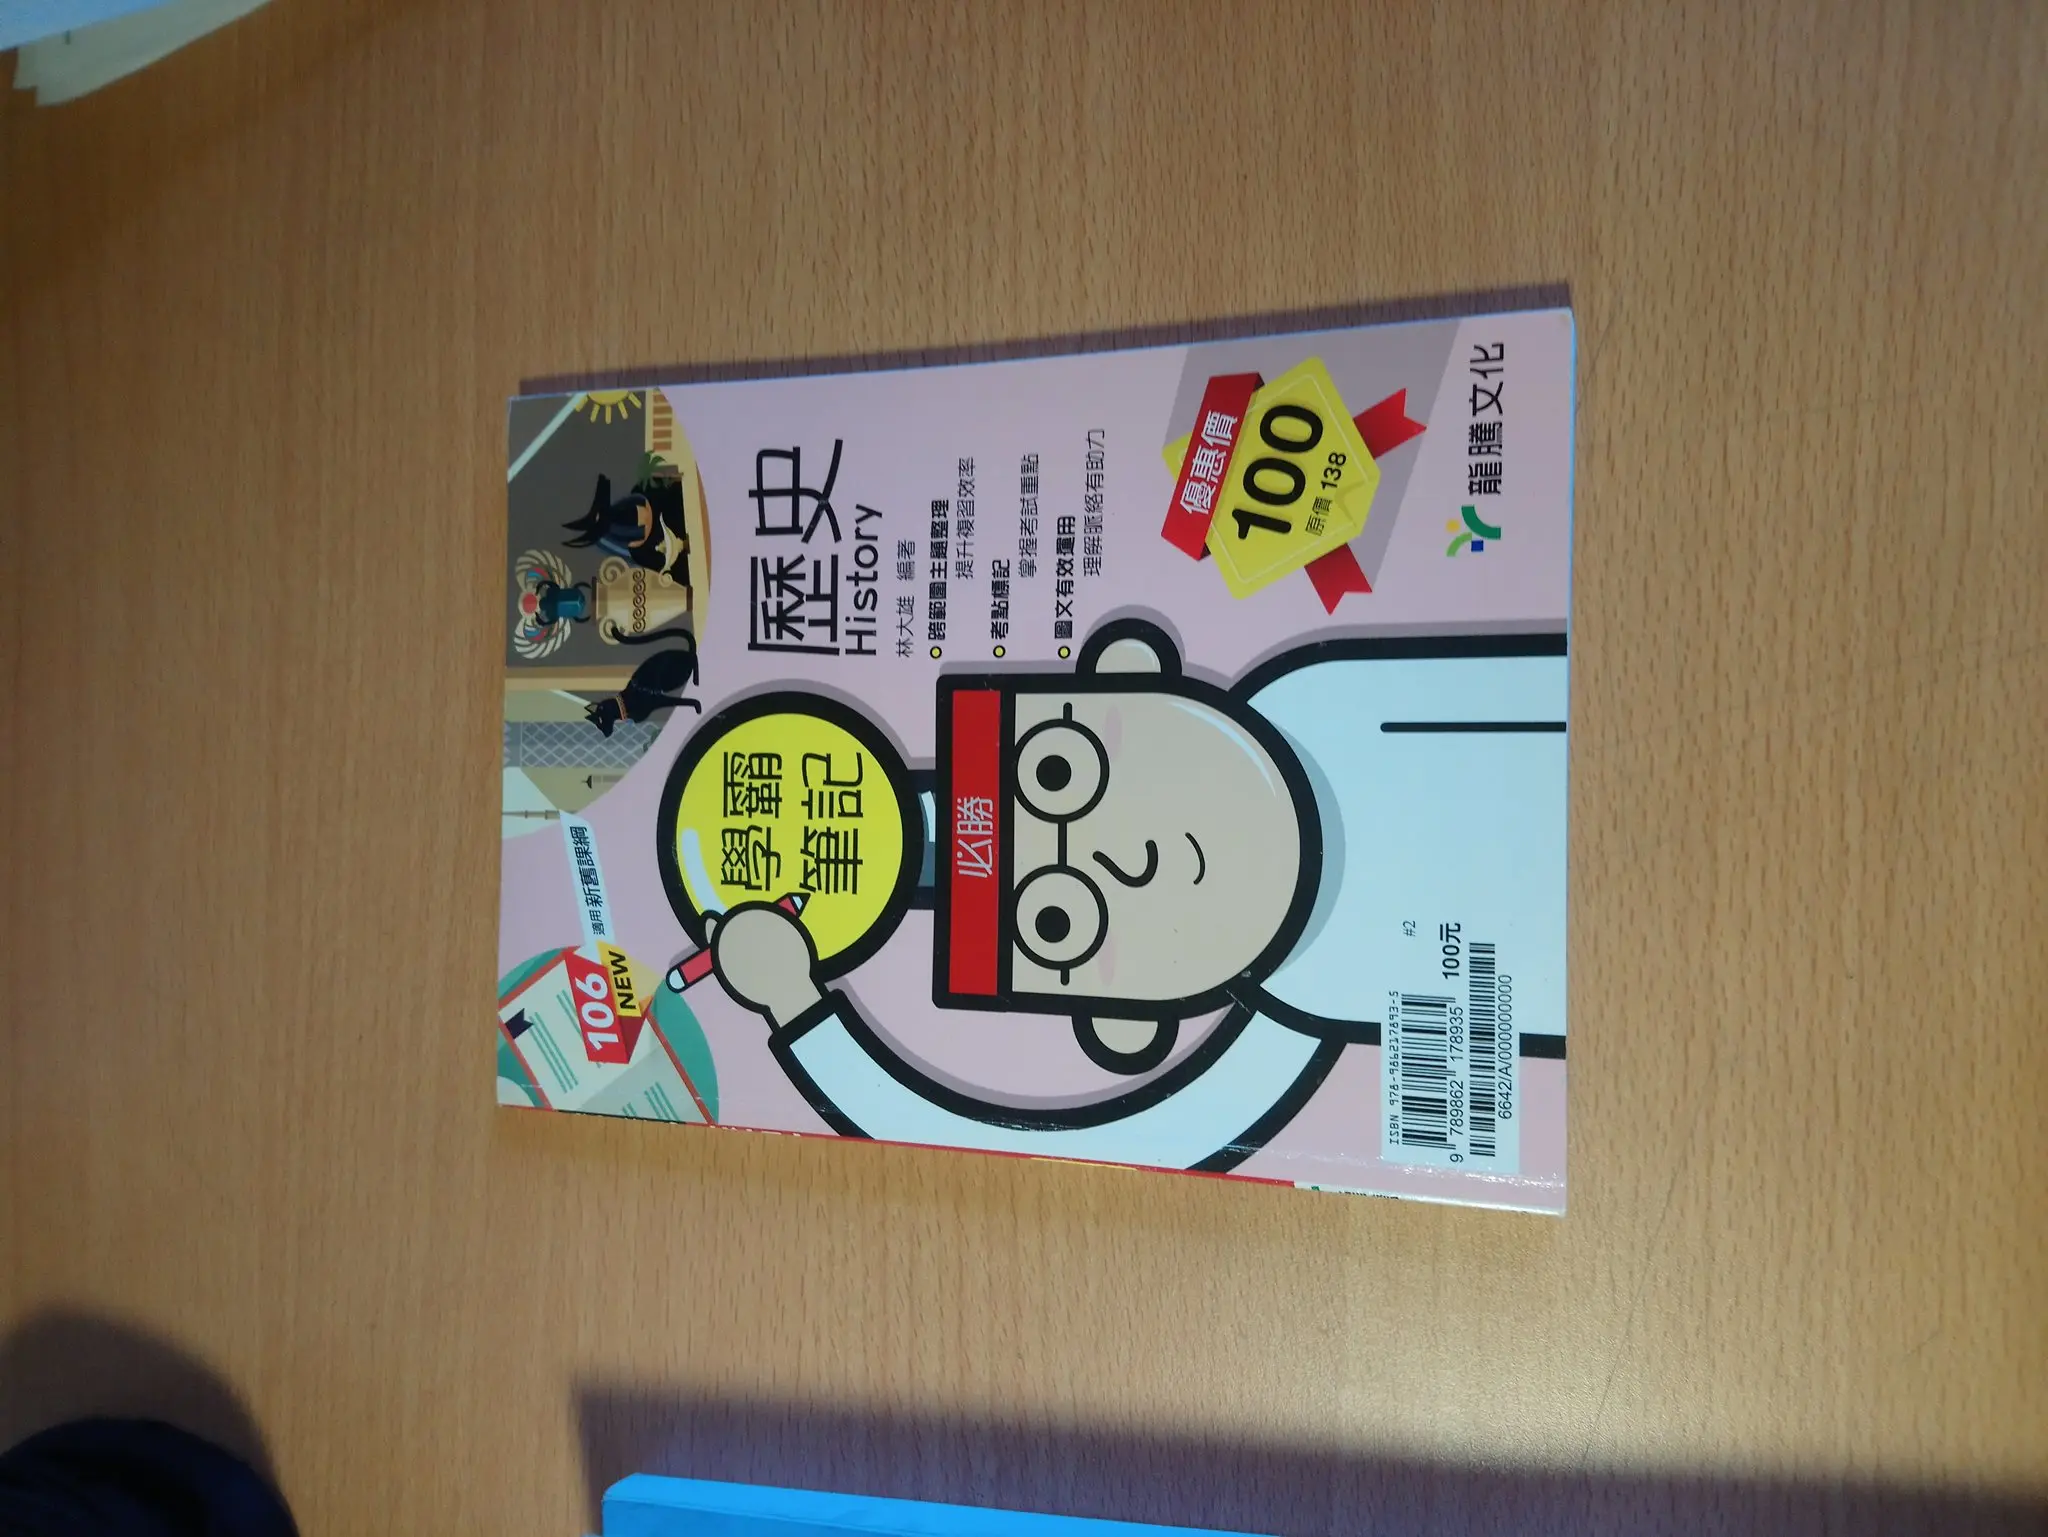 106
NEW
適用新舊課綱
學霸
筆記
歷史
History
林大雄 編著
跨範圍主題整理
提升複習效率
考點標記
掌握考試重點
圖文有效運用
理解脈絡有助力
必勝
優惠價
100
原價 138
龍騰文化
#2
ISBN 978-986217893-5
100元
9 789862 178935
6642/A/0000000000